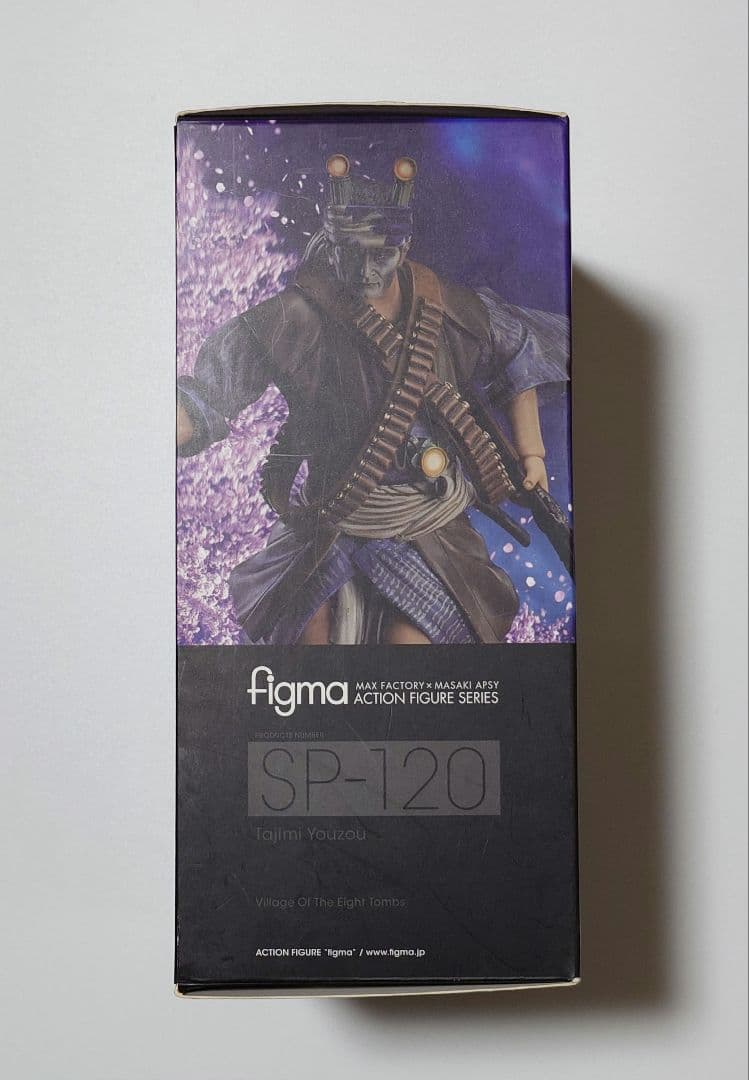 figma MAX FACTORY × MASAKI APSY
ACTION FIGURE SERIES
PRODUCTS NUMBER
SP-120
Tajimi Youzou
Village Of The Eight Tombs
ACTION FIGURE "figma" / www.figma.jp